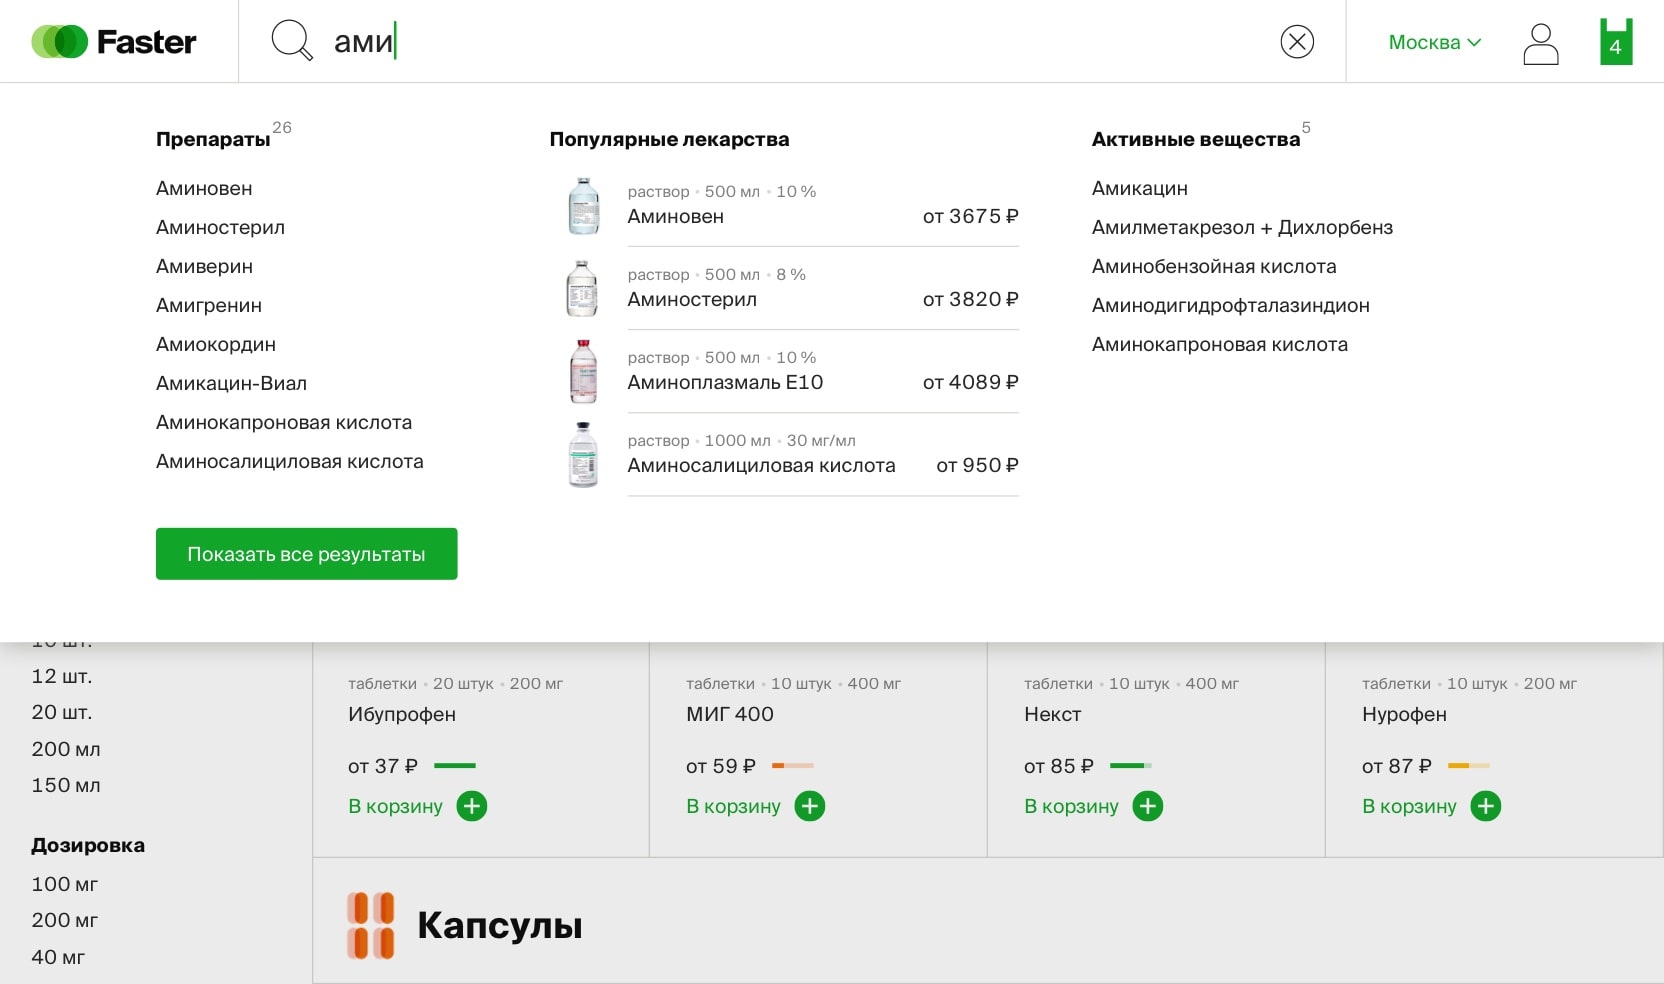 Faster
ами
Москва
4
Препараты 26
Аминовен
Аминостерил
Амиверин
Амигренин
Амиокордин
Амикацин-Виал
Аминокапроновая кислота
Аминосалициловая кислота
Показать все результаты
Популярные лекарства
раствор • 500 мл • 10 %
Аминовен от 3675 ₽
раствор • 500 мл • 8 %
Аминостерил от 3820 ₽
раствор • 500 мл • 10 %
Аминоплазмаль Е10 от 4089 ₽
раствор • 1000 мл • 30 мг/мл
Аминосалициловая кислота от 950 ₽
Активные вещества 5
Амикацин
Амилметакрезол + Дихлорбенз
Аминобензойная кислота
Аминодигидрофталазиндион
Аминокапроновая кислота
10 шт.
12 шт.
20 шт.
200 мл
150 мл
Дозировка
100 мг
200 мг
40 мг
таблетки • 20 штук • 200 мг
Ибупрофен
от 37 ₽
В корзину
таблетки • 10 штук • 400 мг
МИГ 400
от 59 ₽
В корзину
таблетки • 10 штук • 400 мг
Некст
от 85 ₽
В корзину
таблетки • 10 штук • 200 мг
Нурофен
от 87 ₽
В корзину
Капсулы